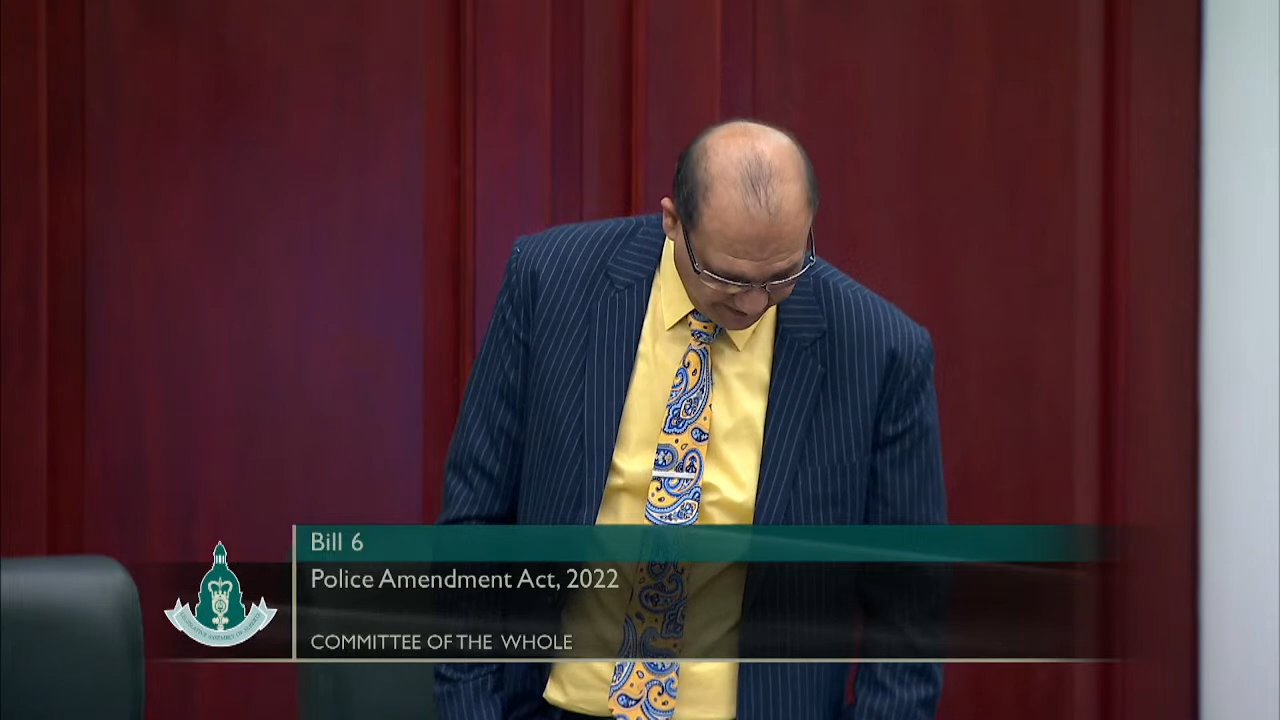 Bill 6
Police Amendment Act, 2022
COMMITTEE OF THE WHOLE